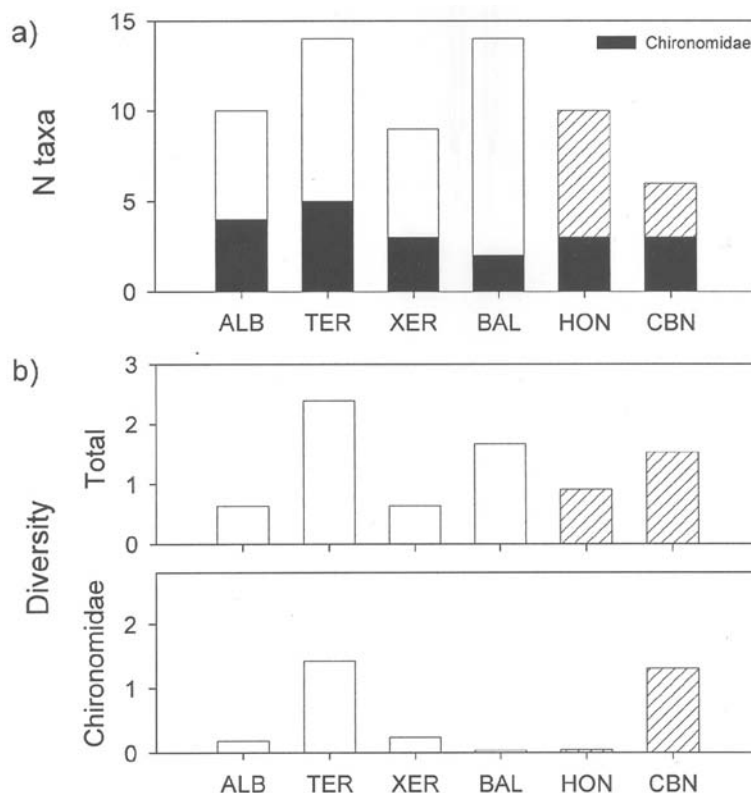 a)
15
Chironomidae
10
N taxa
5
0
ALB TER XER BAL HON CBN
b)
3
2
Total
1
0
Diversity
2
Chironomidae
1
0
ALB TER XER BAL HON CBN